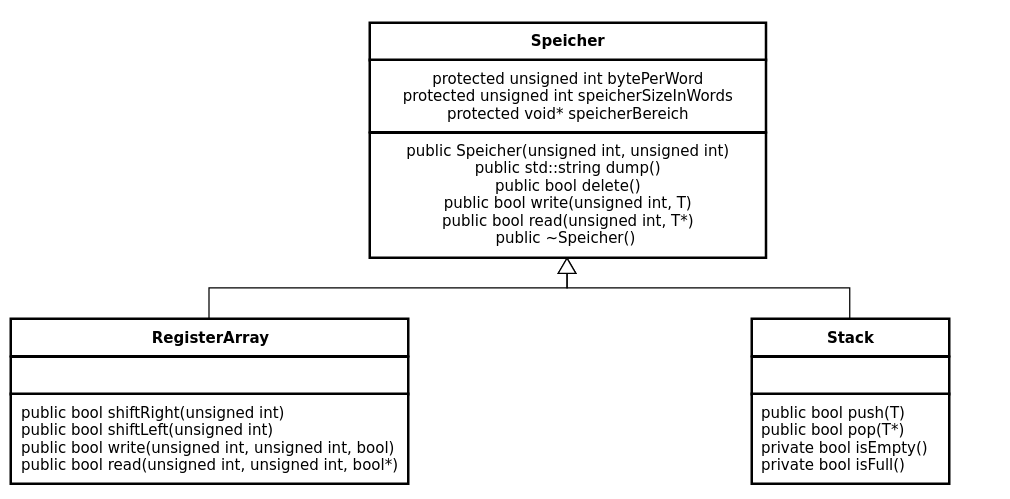 Speicher
protected unsigned int bytePerWord
protected unsigned int speicherSizeInWords
protected void* speicherBereich
public Speicher(unsigned int, unsigned int)
public std::string dump()
public bool delete()
public bool write(unsigned int, T)
public bool read(unsigned int, T*)
public ~Speicher()
RegisterArray
public bool shiftRight(unsigned int)
public bool shiftLeft(unsigned int)
public bool write(unsigned int, unsigned int, bool)
public bool read(unsigned int, unsigned int, bool*)
Stack
public bool push(T)
public bool pop(T*)
private bool isEmpty()
private bool isFull()